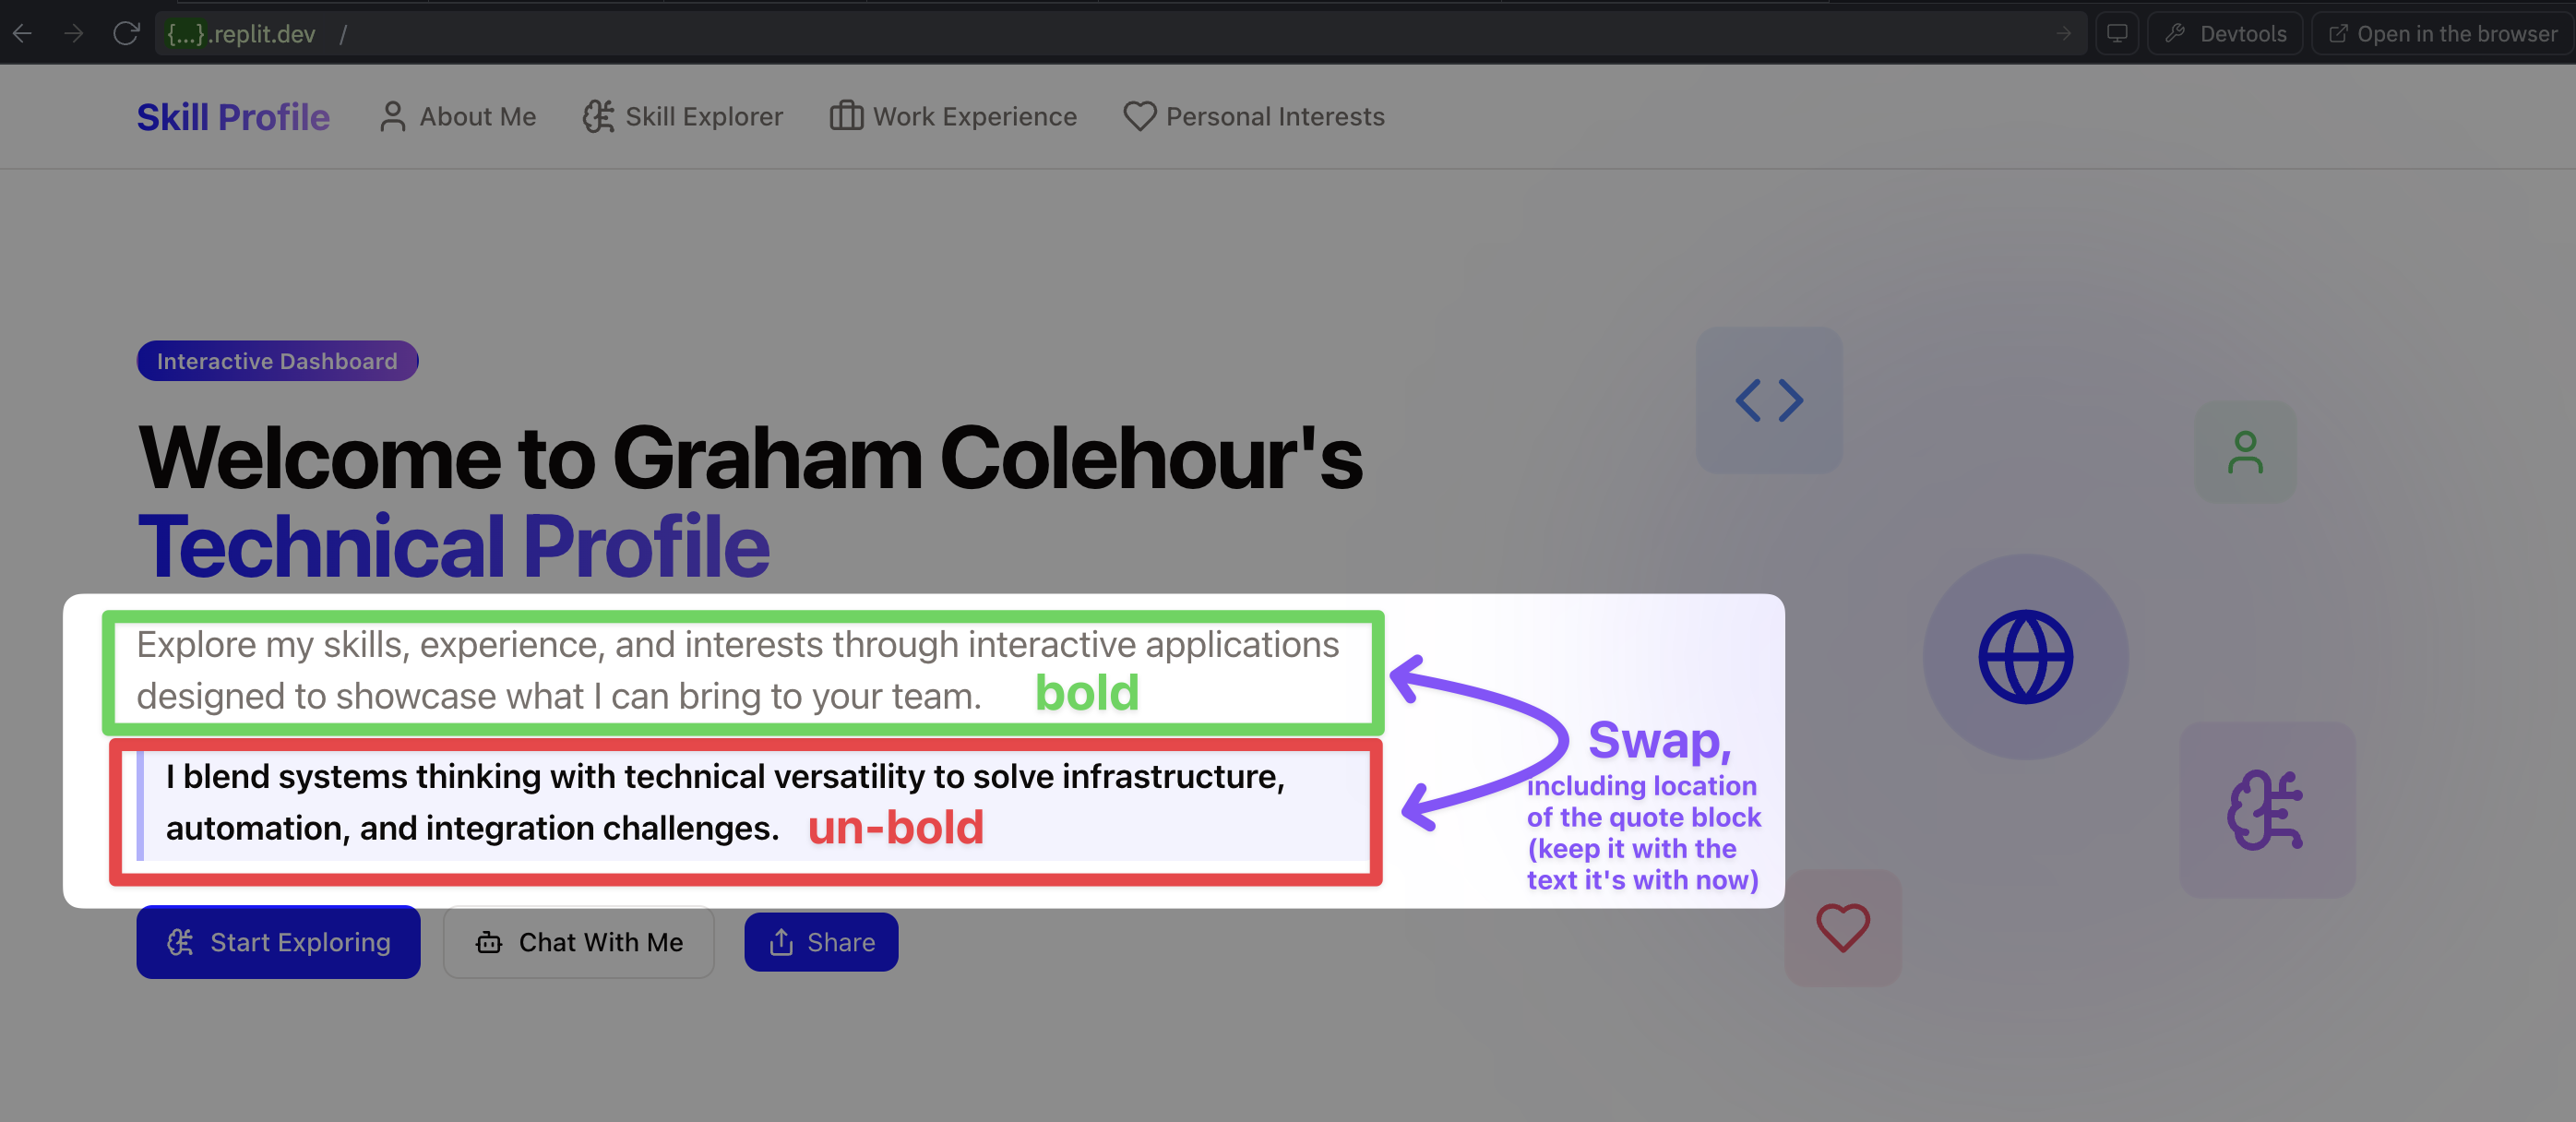 {...}.replit.dev /
Devtools
Open in the browser
Skill Profile
About Me
Skill Explorer
Work Experience
Personal Interests
Interactive Dashboard
Welcome to Graham Colehour's
Technical Profile
Explore my skills, experience, and interests through interactive applications
designed to showcase what I can bring to your team.
bold
I blend systems thinking with technical versatility to solve infrastructure,
automation, and integration challenges.
un-bold
Swap,
including location
of the quote block
(keep it with the
text it's with now)
Start Exploring
Chat With Me
Share